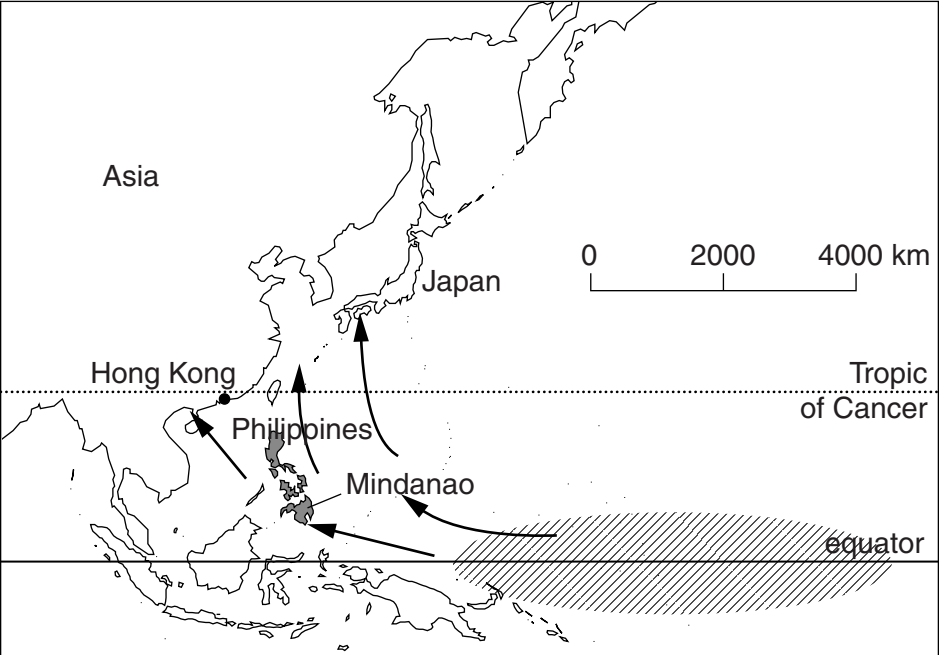 Asia
0 2000 4000 km
Japan
Hong Kong
Tropic
of Cancer
Philippines
Mindanao
equator